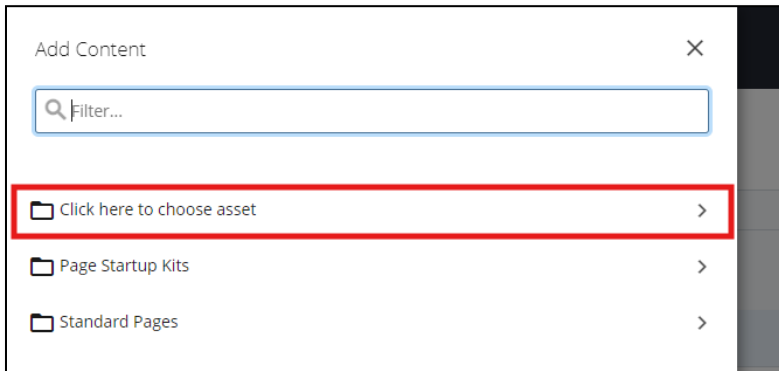 Add Content
Filter...
Click here to choose asset
Page Startup Kits
Standard Pages